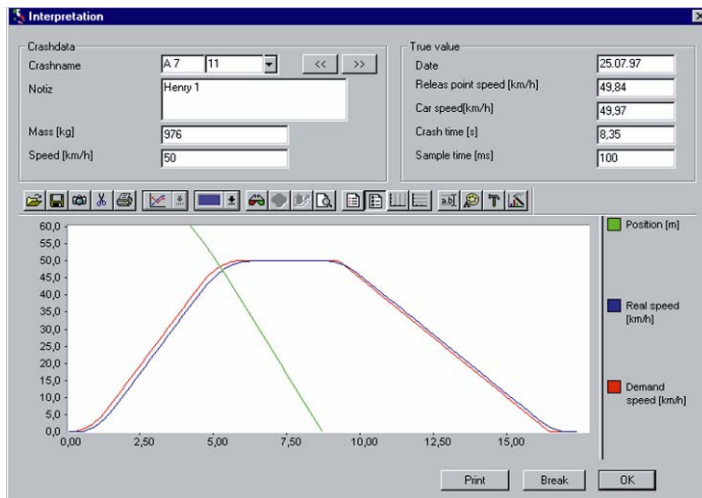 Interpretation
Crashdata
Crashname
A 7
11
<<
>>
Notiz
Henry 1
Mass [kg]
976
Speed [km/h]
50
True value
Date
25.07.97
Releas point speed [km/h]
49,84
Car speed[km/h]
49,97
Crash time [s]
8,35
Sample time [ms]
100
60,0
55,0
50,0
45,0
40,0
35,0
30,0
25,0
20,0
15,0
10,0
5,0
0,0
0,00
2,50
5,00
7,50
10,00
12,50
15,00
Position [m]
Real speed
[km/h]
Demand
speed [km/h]
Print
Break
OK